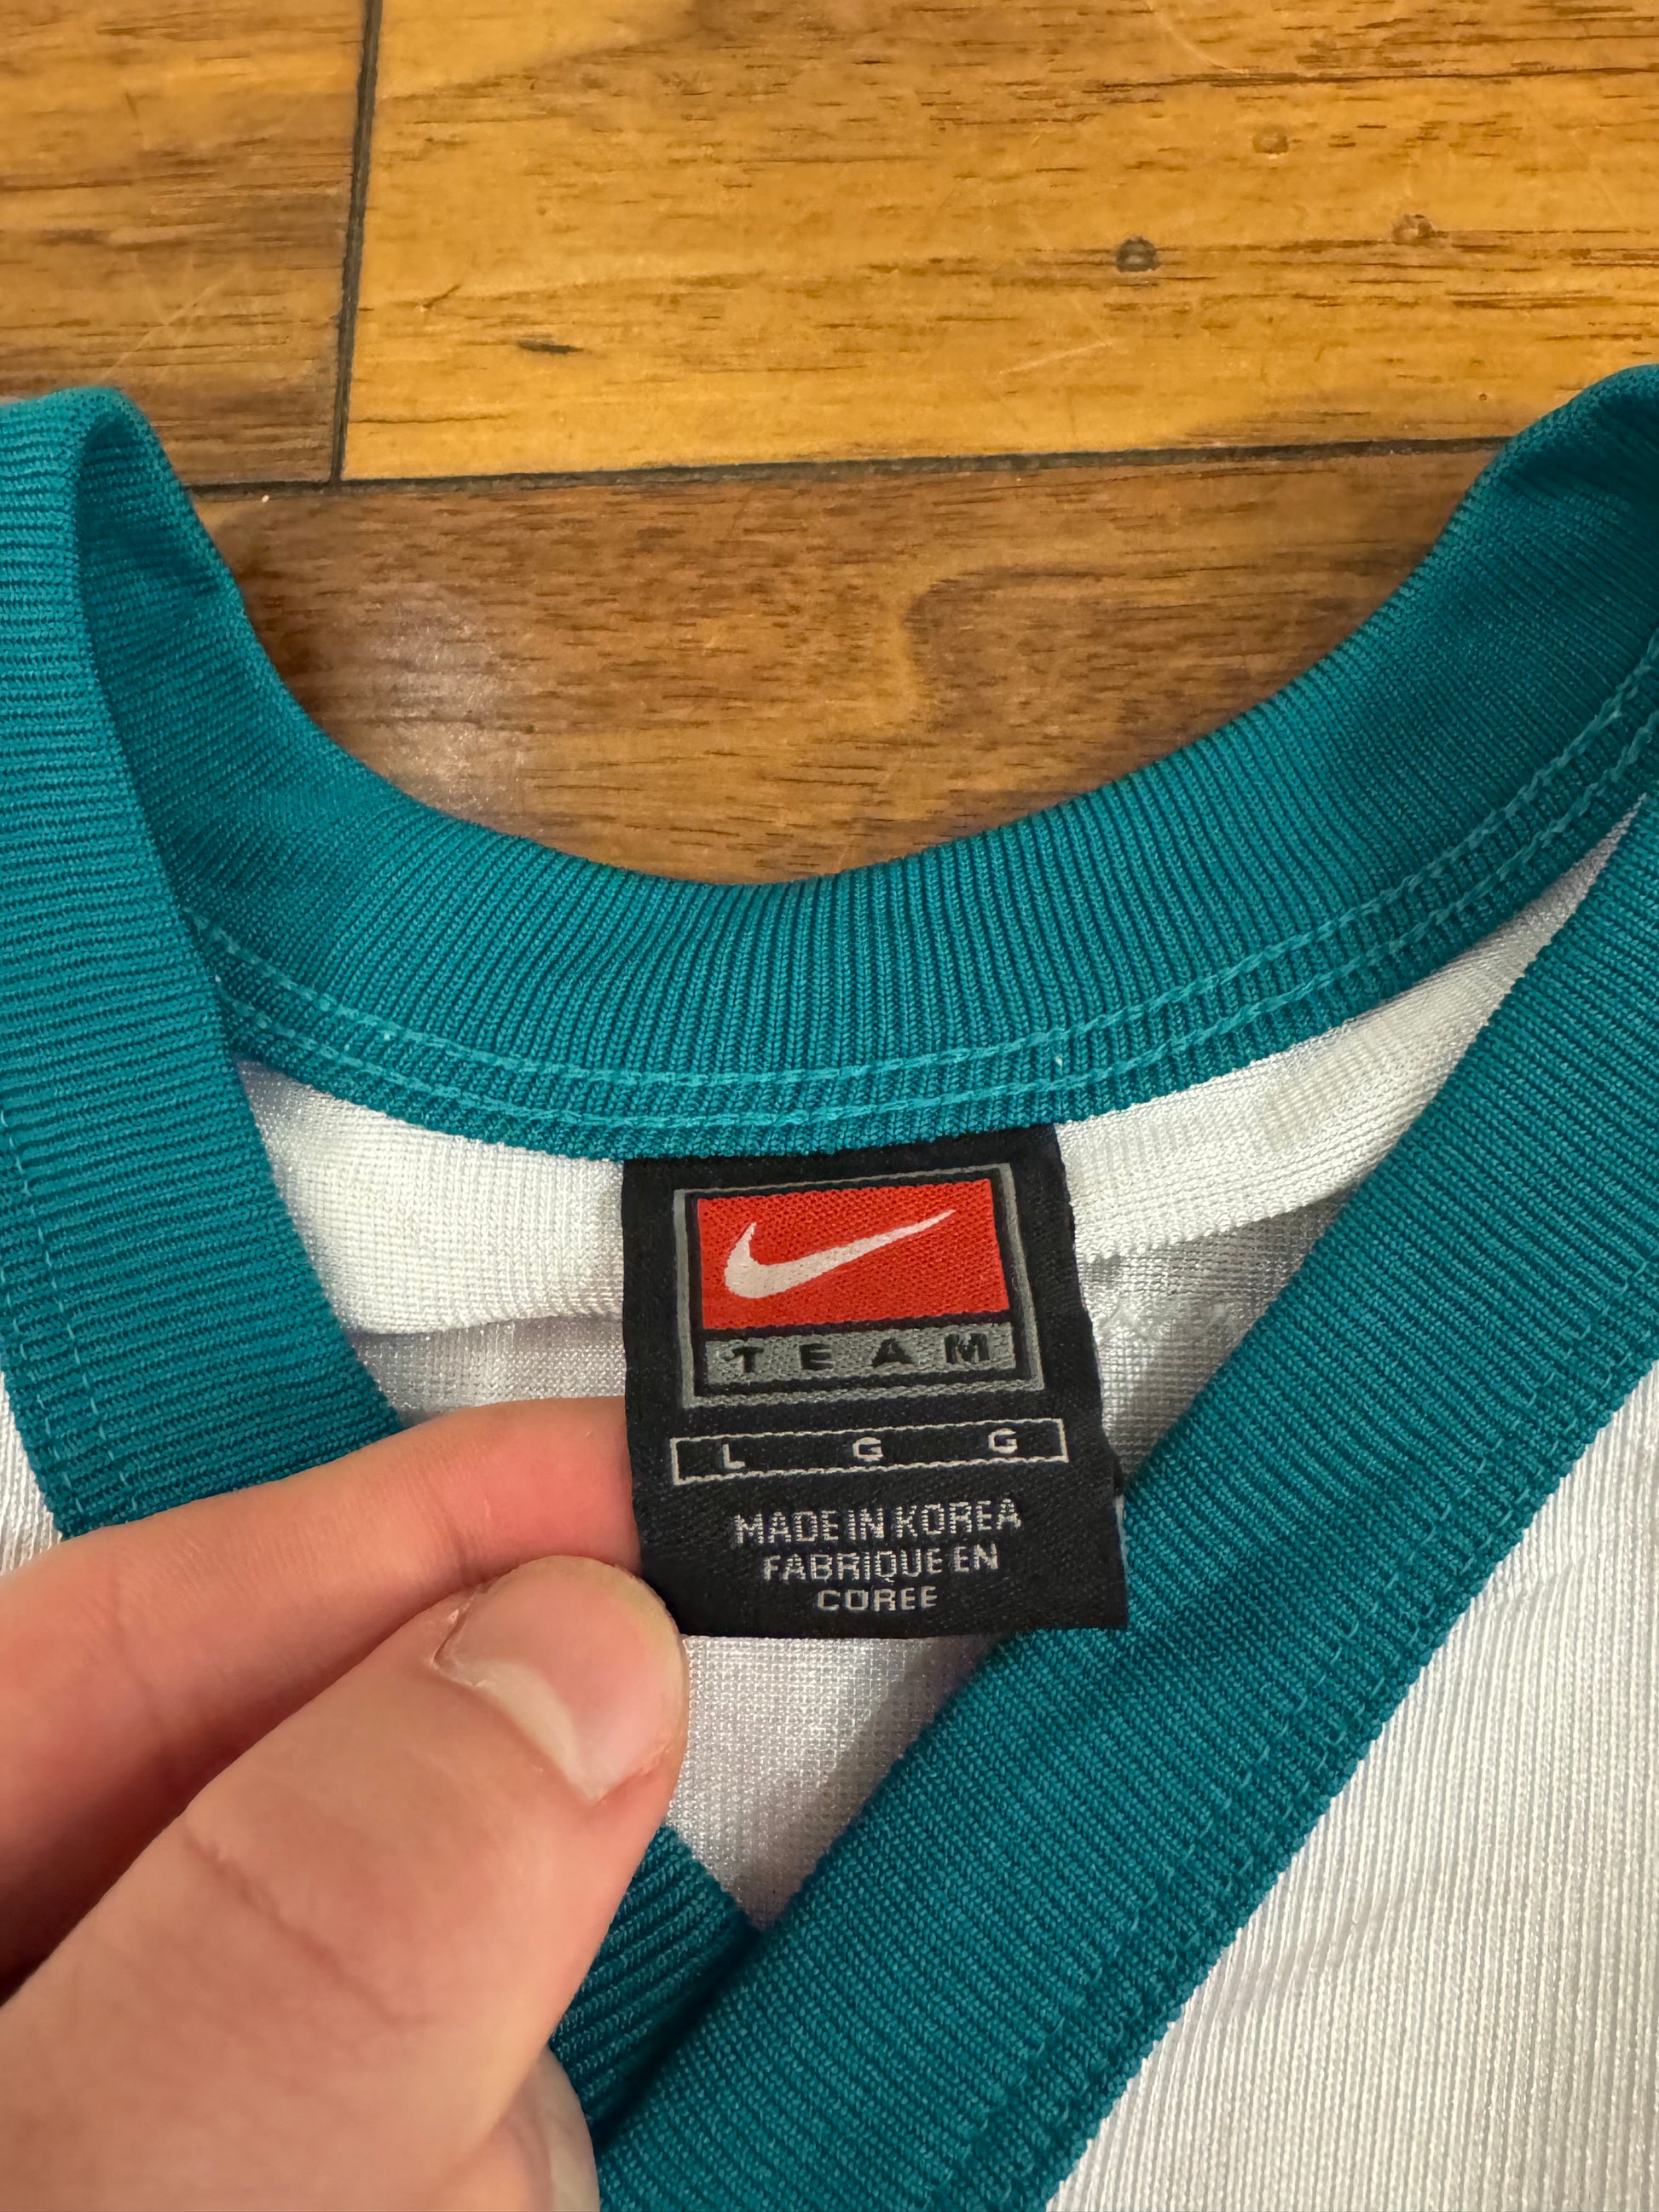 TEAM
L G G
MADE IN KOREA
FABRIQUE EN
COREE